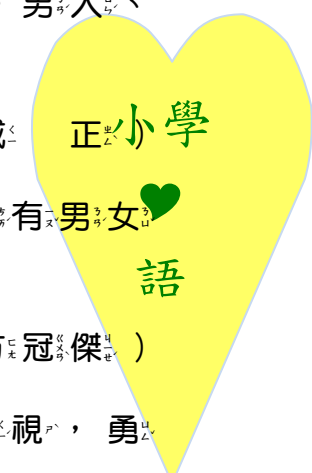 男人、
正）
小學
有男女
語
冠傑）
視，勇